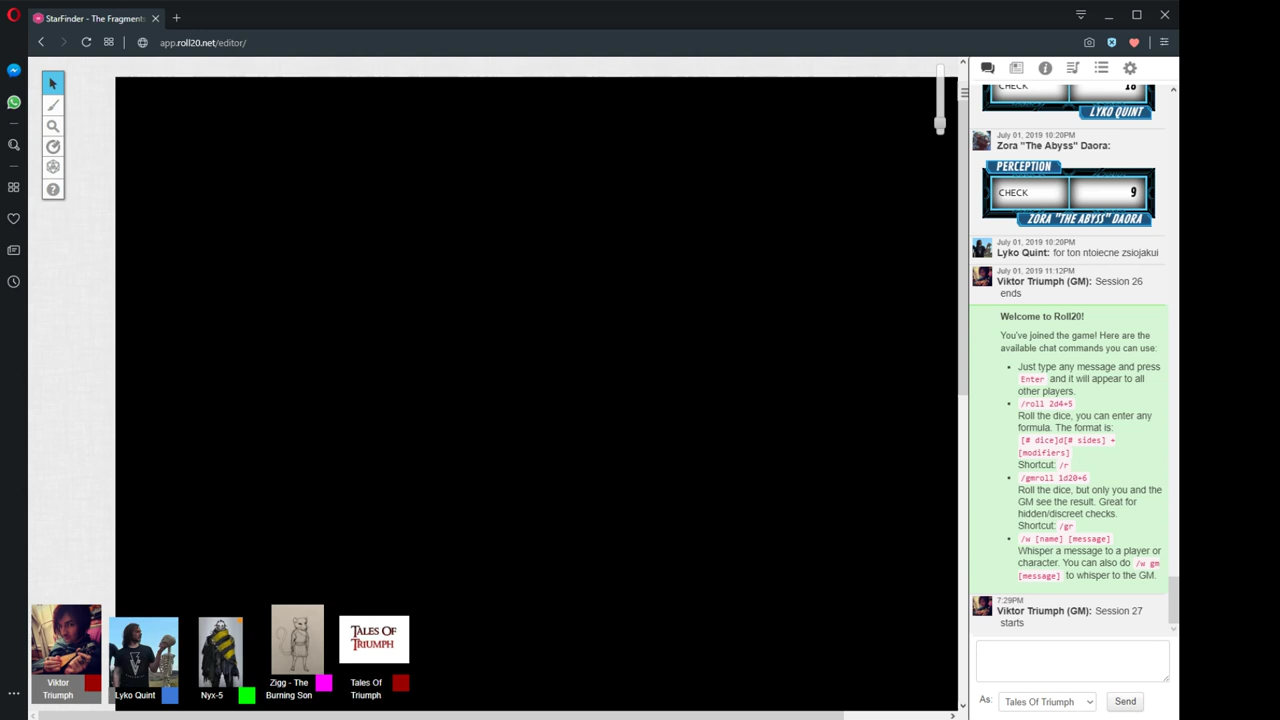 StarFinder - The Fragments
app.roll20.net/editor/
CHECK
18
LYKO QUINT
July 01, 2019 10:20PM
Zora "The Abyss" Daora:
PERCEPTION
CHECK
9
ZORA "THE ABYSS" DAORA
July 01, 2019 10:20PM
Lyko Quint: for ton ntoiecne zsiojakui
July 01, 2019 11:12PM
Viktor Triumph (GM): Session 26
ends
Welcome to Roll20!
You've joined the game! Here are the
available chat commands you can use:
Just type any message and press
Enter and it will appear to all
other players.
/roll 2d4+5
Roll the dice, you can enter any
formula. The format is:
[# dice]d[# sides] +
[modifiers]
Shortcut: /r
/gmroll 1d20+6
Roll the dice, but only you and the
GM see the result. Great for
hidden/discreet checks.
Shortcut: /gr
/w [name] [message]
Whisper a message to a player or
character. You can also do /w gm
[message] to whisper to the GM.
7:29PM
Viktor Triumph (GM): Session 27
starts
As:
Tales Of Triumph
Send
Viktor
Triumph
Lyko Quint
Nyx-5
Zigg - The
Burning Son
TALES OF
TRIUMPH
Tales Of
Triumph